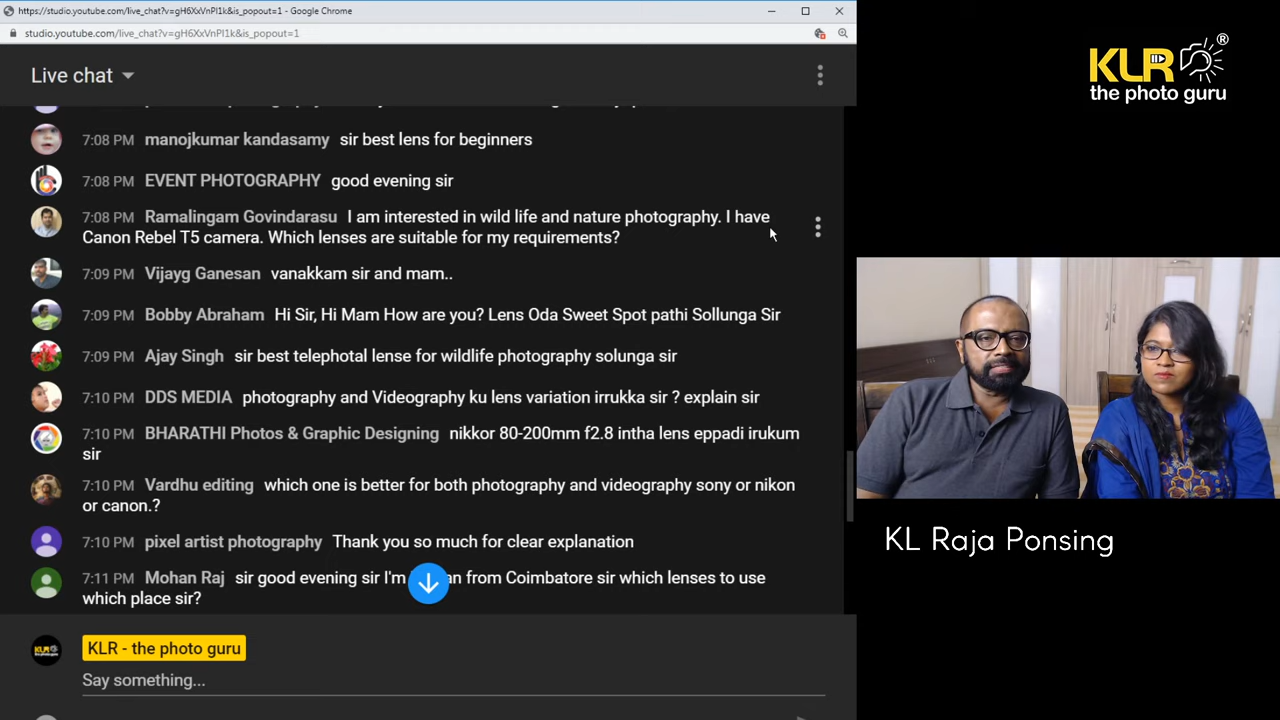 https://studio.youtube.com/live_chat?v=gH6XxVnPl1k&is_popout=1 - Google Chrome
studio.youtube.com/live_chat?v=gH6XxVnPl1k&is_popout=1
Live chat
7:08 PM manojkumar kandasamy sir best lens for beginners
7:08 PM EVENT PHOTOGRAPHY good evening sir
7:08 PM Ramalingam Govindarasu I am interested in wild life and nature photography. I have
Canon Rebel T5 camera. Which lenses are suitable for my requirements?
7:09 PM Vijayg Ganesan vanakkam sir and mam..
7:09 PM Bobby Abraham Hi Sir, Hi Mam How are you? Lens Oda Sweet Spot pathi Sollunga Sir
7:09 PM Ajay Singh sir best telephotal lense for wildlife photography solunga sir
7:10 PM DDS MEDIA photography and Videography ku lens variation irrukka sir ? explain sir
7:10 PM BHARATHI Photos & Graphic Designing nikkor 80-200mm f2.8 intha lens eppadi irukum
sir
7:10 PM Vardhu editing which one is better for both photography and videography sony or nikon
or canon.?
7:10 PM pixel artist photography Thank you so much for clear explanation
7:11 PM Mohan Raj sir good evening sir I'm from Coimbatore sir which lenses to use
which place sir?
KLR - the photo guru
Say something...
KLR ®
the photo guru
KL Raja Ponsing